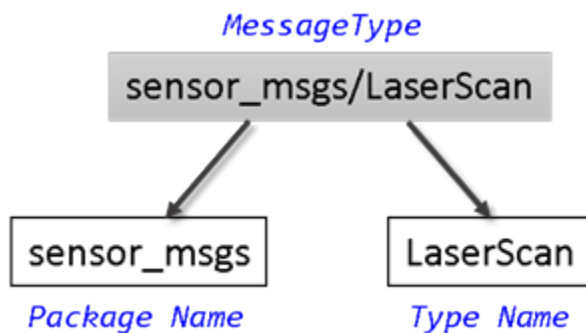 MessageType
sensor_msgs/LaserScan
sensor_msgs
LaserScan
Package Name
Type Name